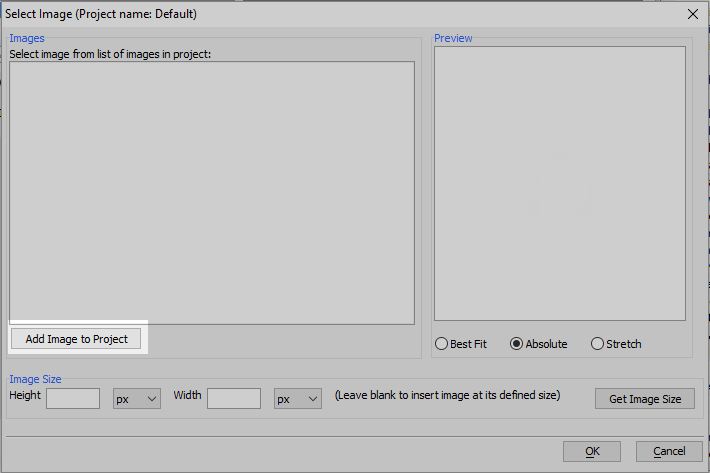 Select Image (Project name: Default)
Images
Select image from list of images in project:
Preview
Add Image to Project
Best Fit Absolute Stretch
Image Size
Height px Width px (Leave blank to insert image at its defined size) Get Image Size
OK Cancel